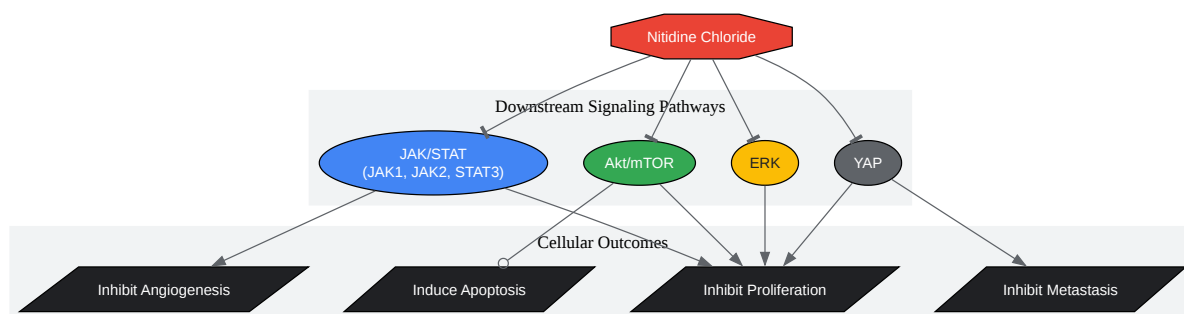 Nitidine Chloride
Downstream Signaling Pathways
JAK/STAT
(JAK1, JAK2, STAT3)
Akt/mTOR
ERK
YAP
Cellular Outcomes
Inhibit Angiogenesis
Induce Apoptosis
Inhibit Proliferation
Inhibit Metastasis